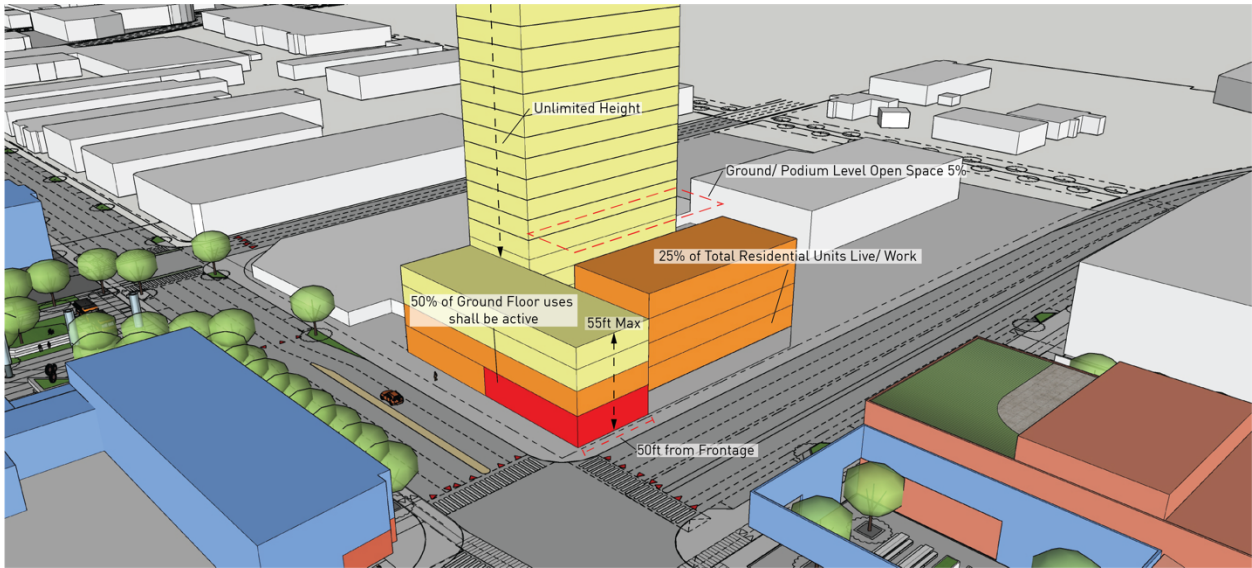 Unlimited Height
Ground/ Podium Level Open Space 5%
25% of Total Residential Units Live/ Work
50% of Ground Floor uses
shall be active
55ft Max
50ft from Frontage